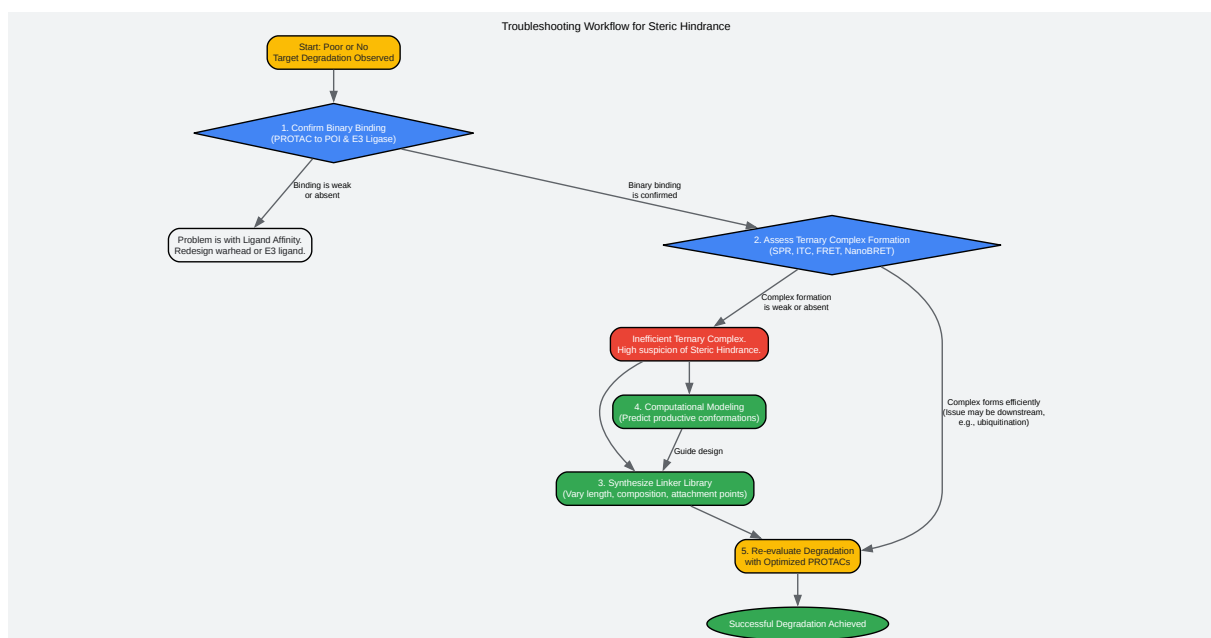 Troubleshooting Workflow for Steric Hindrance
Start: Poor or No
Target Degradation Observed
1. Confirm Binary Binding
(PROTAC to POI & E3 Ligase)
Binding is weak
or absent
Binary binding
is confirmed
Problem is with Ligand Affinity.
Redesign warhead or E3 ligand.
2. Assess Ternary Complex Formation
(SPR, ITC, FRET, NanoBRET)
Complex formation
is weak or absent
Inefficient Ternary Complex.
High suspicion of Steric Hindrance.
4. Computational Modeling
(Predict productive conformations)
Complex forms efficiently
(Issue may be downstream,
e.g., ubiquitination)
Guide design
3. Synthesize Linker Library
(Vary length, composition, attachment points)
5. Re-evaluate Degradation
with Optimized PROTACs
Successful Degradation Achieved